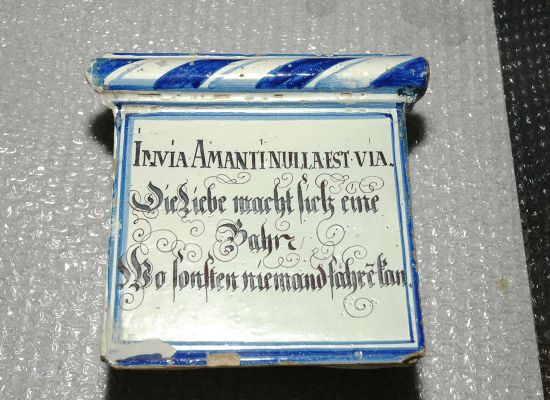 INVIA AMANTI·NULLA EST·VIA.
Die Liebe macht sich eine
Bahn
Wo sonsten niemand fahrē kan.